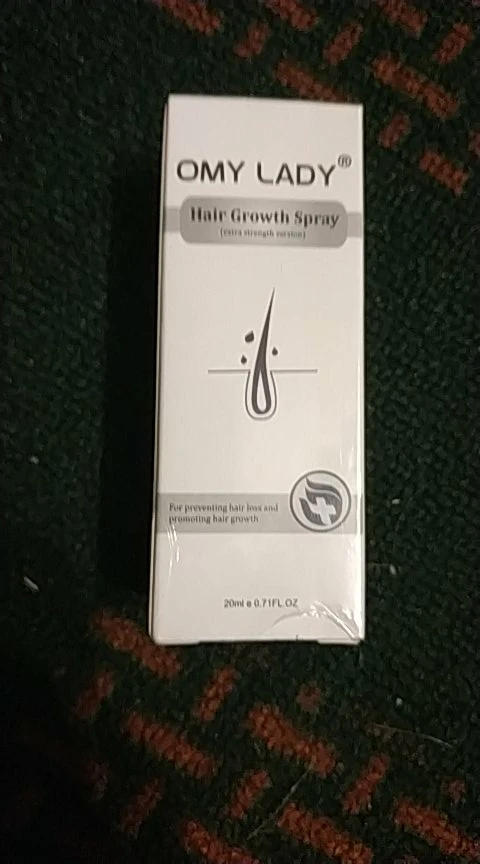 OMY LADY®
Hair Growth Spray
(extra strength version)
For preventing hair loss and
promoting hair growth
20ml e 0.71FL.OZ